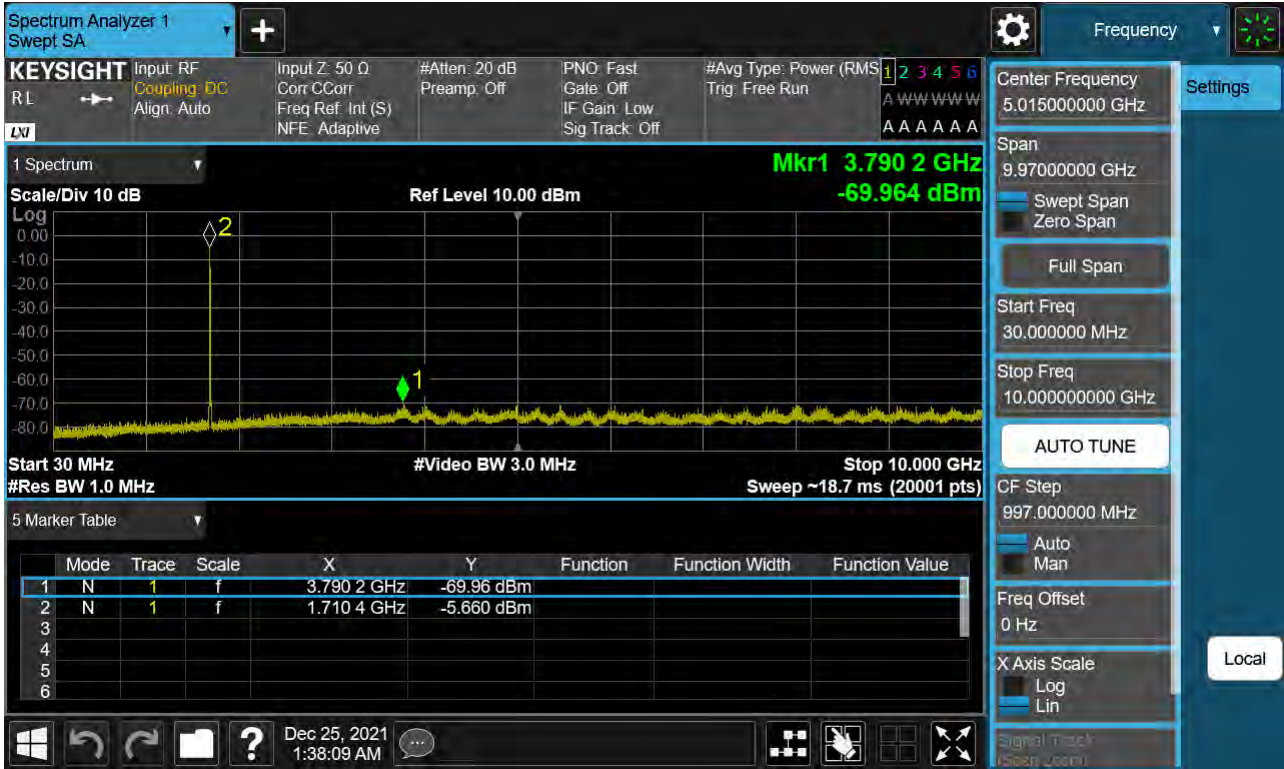 Spectrum Analyzer 1
Swept SA
+
Frequency
KEYSIGHT
RL
LXI
Input: RF
Coupling: DC
Align: Auto
Input Z: 50 Ω
Corr CCorr
Freq Ref: Int (S)
NFE: Adaptive
#Atten: 20 dB
Preamp: Off
PNO: Fast
Gate: Off
IF Gain: Low
Sig Track: Off
#Avg Type: Power (RMS
Trig: Free Run
1 2 3 4 5 6
A W W W W W
A A A A A A
1 Spectrum
Mkr1 3.790 2 GHz
-69.964 dBm
Scale/Div 10 dB
Ref Level 10.00 dBm
Log
0.00
-10.0
-20.0
-30.0
-40.0
-50.0
-60.0
-70.0
-80.0
2
1
Start 30 MHz
#Video BW 3.0 MHz
Stop 10.000 GHz
#Res BW 1.0 MHz
Sweep ~18.7 ms (20001 pts)
5 Marker Table
Mode Trace Scale X Y Function Function Width Function Value
1 N 1 f 3.790 2 GHz -69.96 dBm
2 N 1 f 1.710 4 GHz -5.660 dBm
3
4
5
6
?
Dec 25, 2021
1:38:09 AM
Center Frequency
5.015000000 GHz
Span
9.97000000 GHz
Swept Span
Zero Span
Full Span
Start Freq
30.000000 MHz
Stop Freq
10.000000000 GHz
AUTO TUNE
CF Step
997.000000 MHz
Auto
Man
Freq Offset
0 Hz
X Axis Scale
Log
Lin
Signal Track
(Span Zoom)
Settings
Local